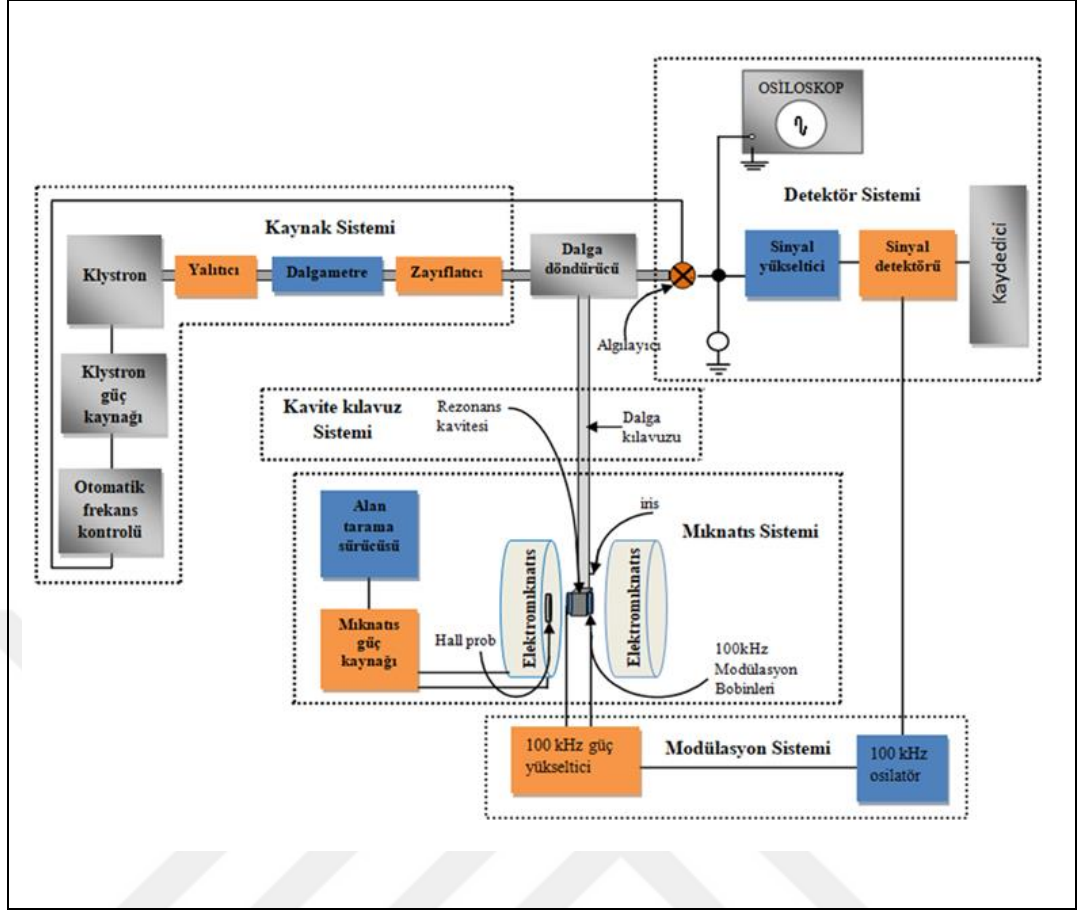 OSİLOSKOP
Detektör Sistemi
Kaynak Sistemi
Klystron
Yalıtıcı
Dalgametre
Zayıflatıcı
Dalga
döndürücü
Sinyal
yükseltici
Sinyal
detektörü
Kaydedici
Algılayıcı
Klystron
güç
kaynağı
Otomatik
frekans
kontrolü
Kavite kılavuz
Sistemi
Rezonans
kavitesi
Dalga
kılavuzu
Alan
tarama
sürücüsü
iris
Mıknatıs Sistemi
Elektromıknatıs
Elektromıknatıs
Mıknatıs
güç
kaynağı
Hall prob
100kHz
Modülasyon
Bobinleri
100 kHz güç
yükseltici
Modülasyon Sistemi
100 kHz
osilatör